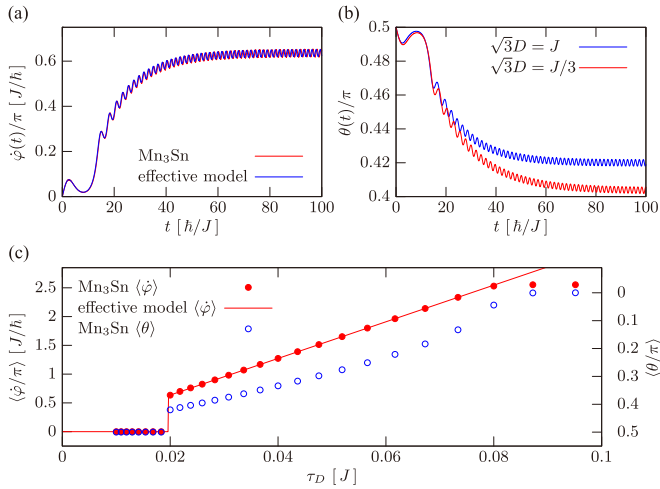 (a)
0.6
0.4
0.2
0
φ̇(t)/π [ J/ħ]
Mn₃Sn
effective model
0 20 40 60 80 100
t [ ħ/J ]
(b)
0.5
0.48
0.46
0.44
0.42
0.4
θ(t)/π
√3D = J
√3D = J/3
0 20 40 60 80 100
t [ ħ/J ]
(c)
2.5
2
1.5
1
0.5
0
⟨φ̇/π⟩ [ J/ħ]
Mn₃Sn ⟨φ̇⟩
effective model ⟨φ̇⟩
Mn₃Sn ⟨θ⟩
0
0.1
0.2
0.3
0.4
0.5
⟨θ/π⟩
0 0.02 0.04 0.06 0.08 0.1
τ_D [ J ]